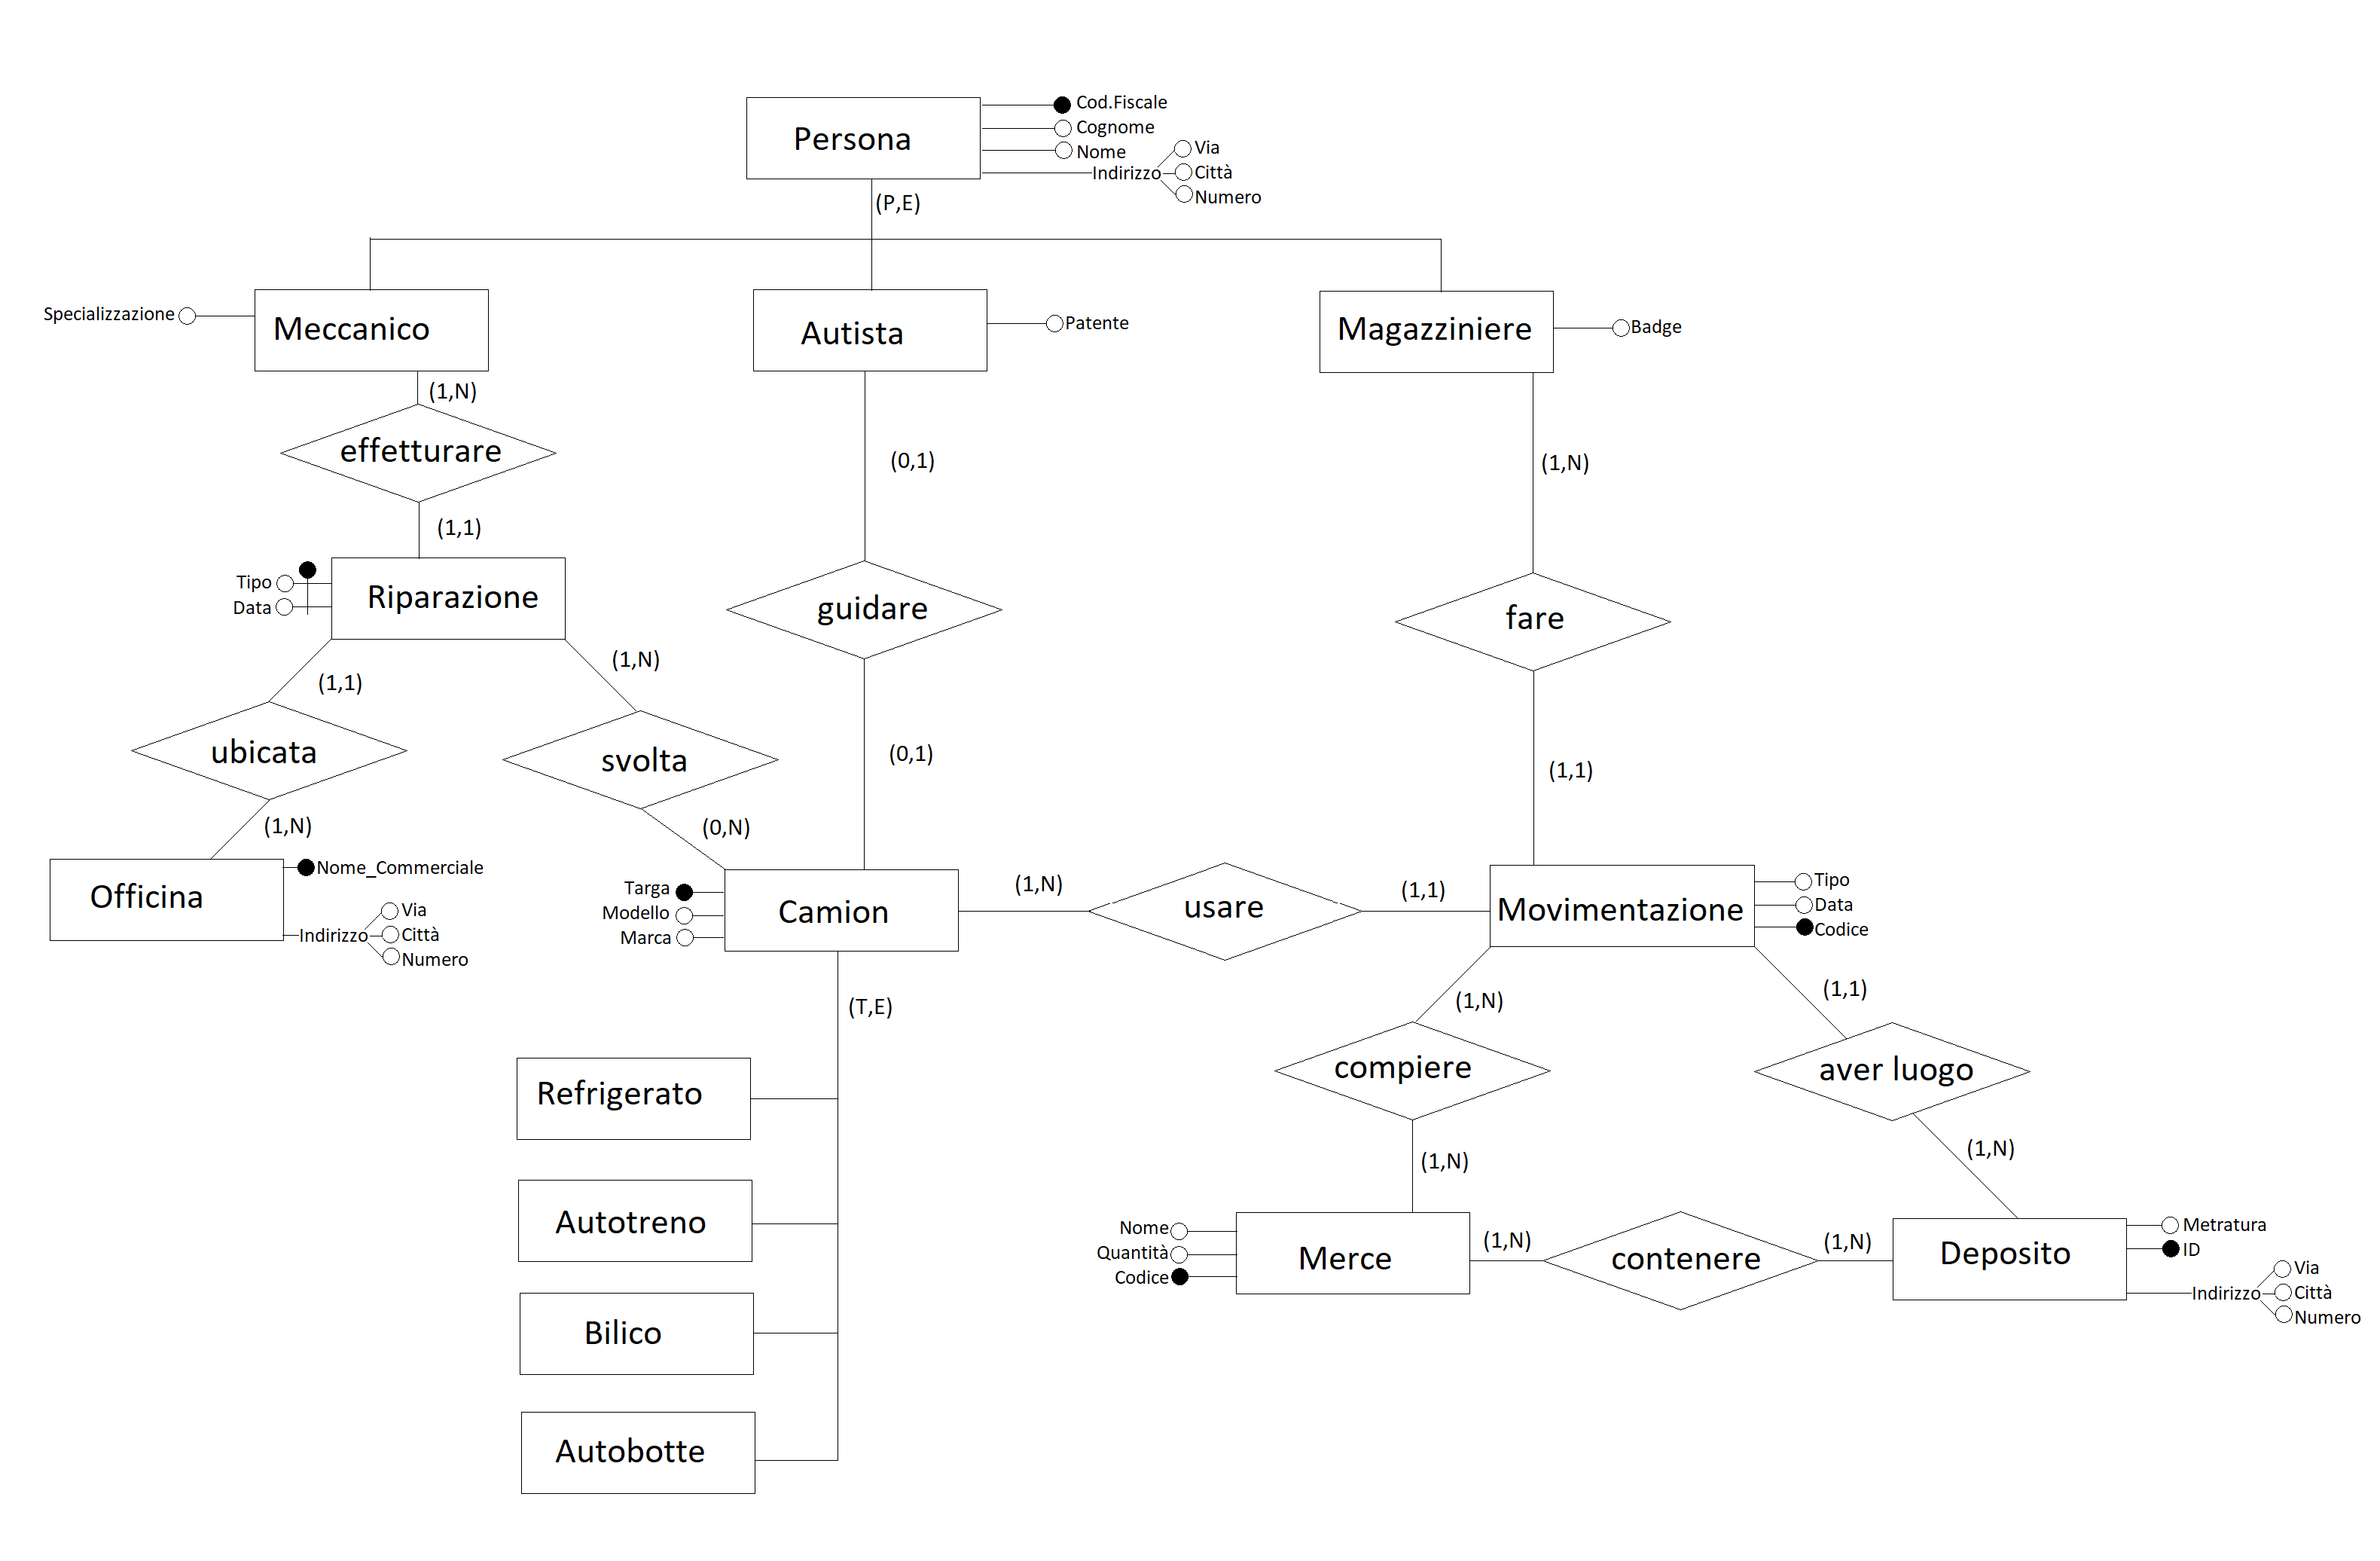 Persona
Cod.Fiscale
Cognome
Nome
Indirizzo
Via
Città
Numero
(P,E)
Specializzazione
Meccanico
Autista
Patente
Magazziniere
Badge
(1,N)
effetturare
(1,1)
(0,1)
(1,N)
Tipo
Data
Riparazione
guidare
fare
(1,1)
(1,N)
ubicata
svolta
(0,1)
(1,1)
(1,N)
(0,N)
Officina
Nome_Commerciale
Indirizzo
Via
Città
Numero
Targa
Modello
Marca
Camion
(1,N)
usare
(1,1)
Movimentazione
Tipo
Data
Codice
(T,E)
(1,N)
(1,1)
compiere
aver luogo
(1,N)
(1,N)
Refrigerato
Autotreno
Bilico
Autobotte
Nome
Quantità
Codice
Merce
(1,N)
contenere
(1,N)
Deposito
Metratura
ID
Indirizzo
Via
Città
Numero